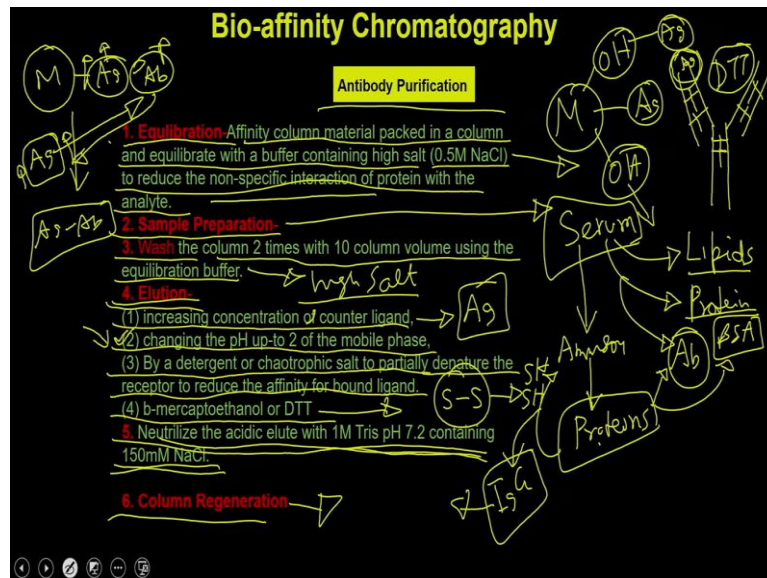 Bio-affinity Chromatography
Antibody Purification
1. Equlibration-Affinity column material packed in a column
and equilibrate with a buffer containing high salt (0.5M NaCl)
to reduce the non-specific interaction of protein with the
analyte.
2. Sample Preparation-
3. Wash the column 2 times with 10 column volume using the
equilibration buffer.
high Salt
4. Elution-
(1) increasing concentration of counter ligand,
Ag
(2) changing the pH up-to 2 of the mobile phase,
(3) By a detergent or chaotrophic salt to partially denature the
receptor to reduce the affinity for bound ligand.
(4) b-mercaptoethanol or DTT
S-S
SH
SH
5. Neutrilize the acidic elute with 1M Tris pH 7.2 containing
150mM NaCl.
6. Column Regeneration
M
Ag
Ab
Ag
Ag-Ab
OH
Ag
M
Ag
OH
Ag
DTT
Serum
Lipids
Protein
Ab
BSA
Proteins
IgG